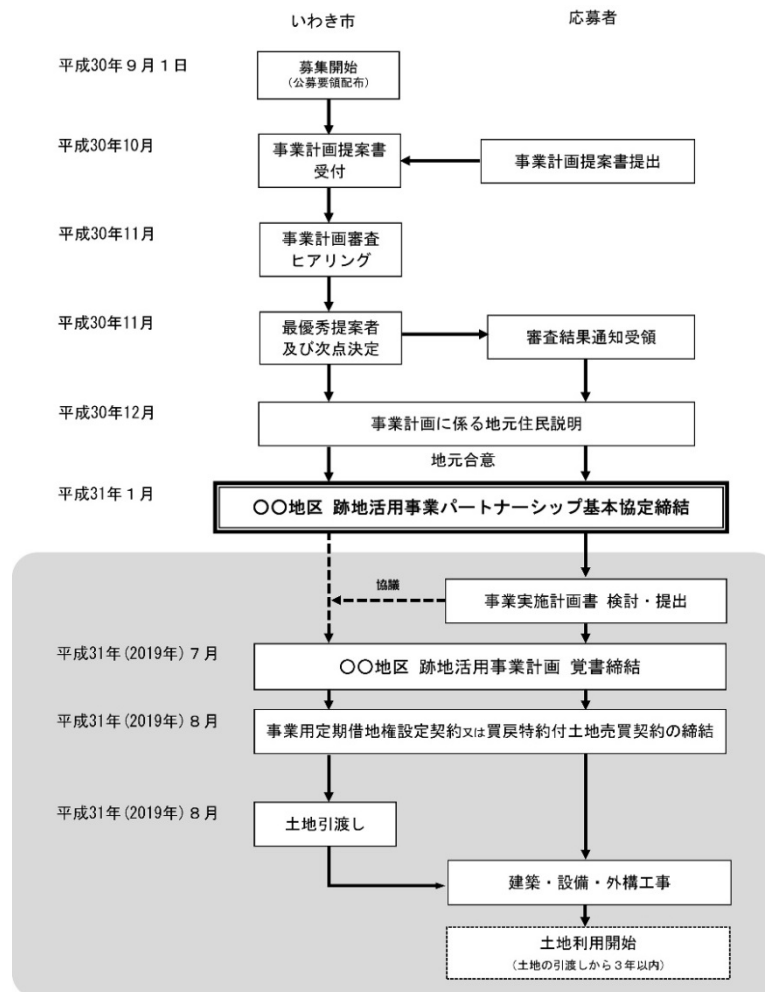 いわき市
応募者
平成30年９月１日
募集開始
(公募要領配布)
平成30年10月
事業計画提案書
受付
事業計画提案書提出
平成30年11月
事業計画審査
ヒアリング
平成30年11月
最優秀提案者
及び次点決定
審査結果通知受領
平成30年12月
事業計画に係る地元住民説明
地元合意
平成31年１月
〇〇地区 跡地活用事業パートナーシップ基本協定締結
協議
事業実施計画書 検討・提出
平成31年(2019年)７月
〇〇地区 跡地活用事業計画 覚書締結
平成31年(2019年)８月
事業用定期借地権設定契約又は買戻特約付土地売買契約の締結
平成31年(2019年)８月
土地引渡し
建築・設備・外構工事
土地利用開始
(土地の引渡しから３年以内)